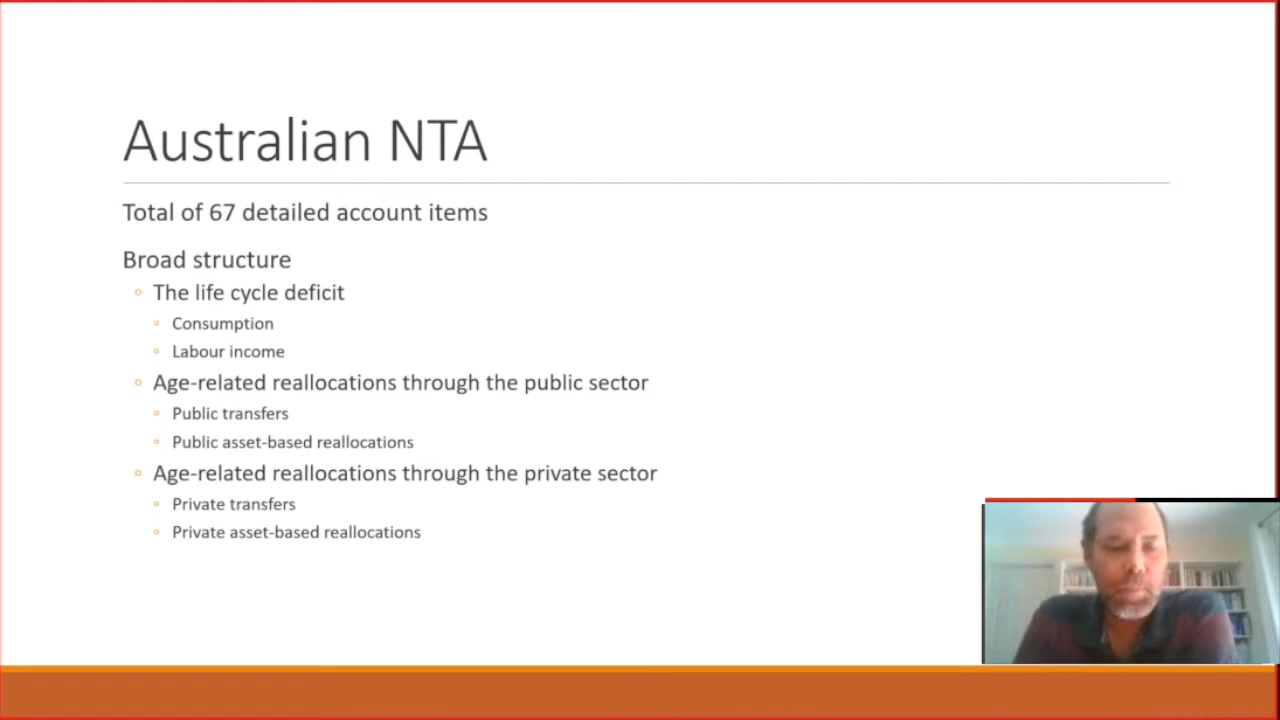 Australian NTA
Total of 67 detailed account items
Broad structure
The life cycle deficit
Consumption
Labour income
Age-related reallocations through the public sector
Public transfers
Public asset-based reallocations
Age-related reallocations through the private sector
Private transfers
Private asset-based reallocations